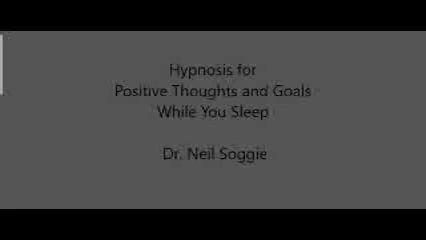 Hypnosis for
Positive Thoughts and Goals
While You Sleep
Dr. Neil Soggie